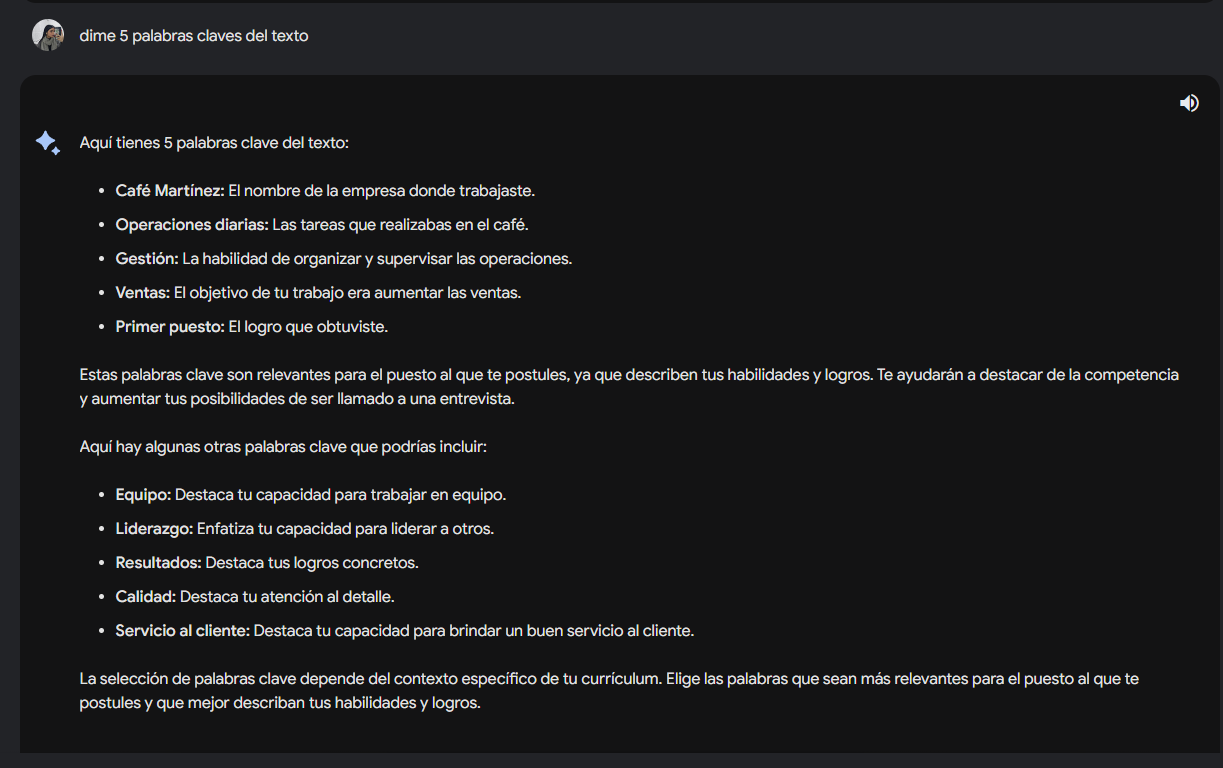 dime 5 palabras claves del texto
Aquí tienes 5 palabras clave del texto:
• Café Martínez: El nombre de la empresa donde trabajaste.
• Operaciones diarias: Las tareas que realizabas en el café.
• Gestión: La habilidad de organizar y supervisar las operaciones.
• Ventas: El objetivo de tu trabajo era aumentar las ventas.
• Primer puesto: El logro que obtuviste.
Estas palabras clave son relevantes para el puesto al que te postules, ya que describen tus habilidades y logros. Te ayudarán a destacar de la competencia
y aumentar tus posibilidades de ser llamado a una entrevista.
Aquí hay algunas otras palabras clave que podrías incluir:
• Equipo: Destaca tu capacidad para trabajar en equipo.
• Liderazgo: Enfatiza tu capacidad para liderar a otros.
• Resultados: Destaca tus logros concretos.
• Calidad: Destaca tu atención al detalle.
• Servicio al cliente: Destaca tu capacidad para brindar un buen servicio al cliente.
La selección de palabras clave depende del contexto específico de tu currículum. Elige las palabras que sean más relevantes para el puesto al que te
postules y que mejor describan tus habilidades y logros.